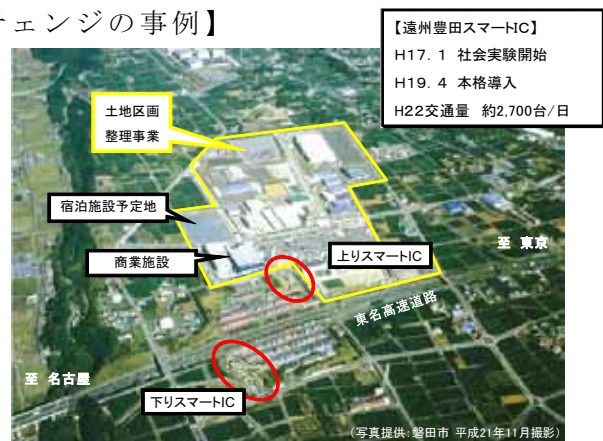 チェンジの事例】
【遠州豊田スマートIC】
H17．1 社会実験開始
H19．4 本格導入
H22交通量 約2,700台/日
土地区画
整理事業
宿泊施設予定地
商業施設
上りスマートIC
至 東京
東名高速道路
至 名古屋
下りスマートIC
（写真提供：磐田市 平成21年11月撮影）